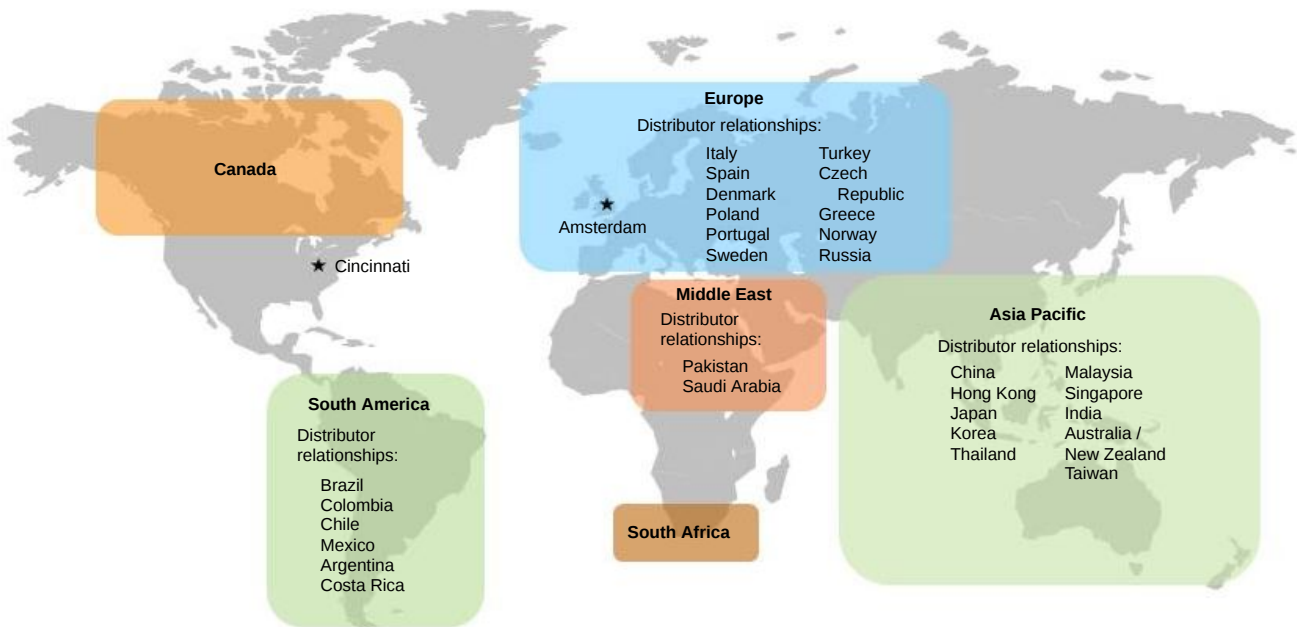 Canada
Cincinnati
Europe
Distributor relationships:
Italy
Spain
Denmark
Poland
Portugal
Sweden
Turkey
Czech
Republic
Greece
Norway
Russia
Amsterdam
Middle East
Distributor
relationships:
Pakistan
Saudi Arabia
Asia Pacific
Distributor relationships:
China
Hong Kong
Japan
Korea
Thailand
Malaysia
Singapore
India
Australia /
New Zealand
Taiwan
South America
Distributor
relationships:
Brazil
Colombia
Chile
Mexico
Argentina
Costa Rica
South Africa